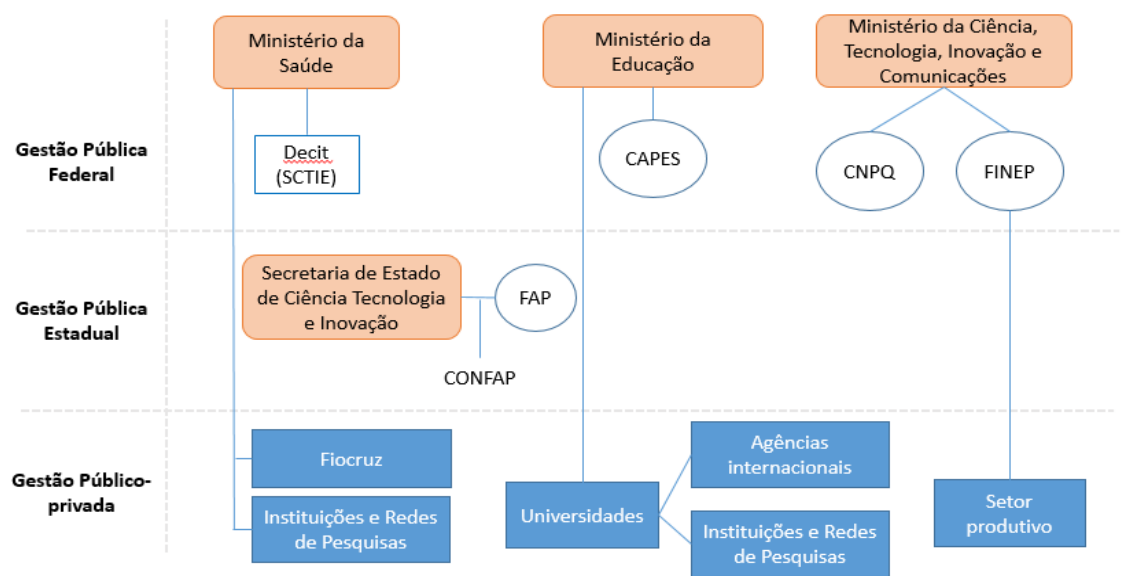 Ministério da
Saúde
Ministério da
Educação
Ministério da Ciência,
Tecnologia, Inovação e
Comunicações
Gestão Pública
Federal
Decit
(SCTIE)
CAPES
CNPQ
FINEP
Gestão Pública
Estadual
Secretaria de Estado
de Ciência Tecnologia
e Inovação
FAP
CONFAP
Gestão Público-
privada
Fiocruz
Instituições e Redes
de Pesquisas
Universidades
Agências
internacionais
Instituições e Redes
de Pesquisas
Setor
produtivo